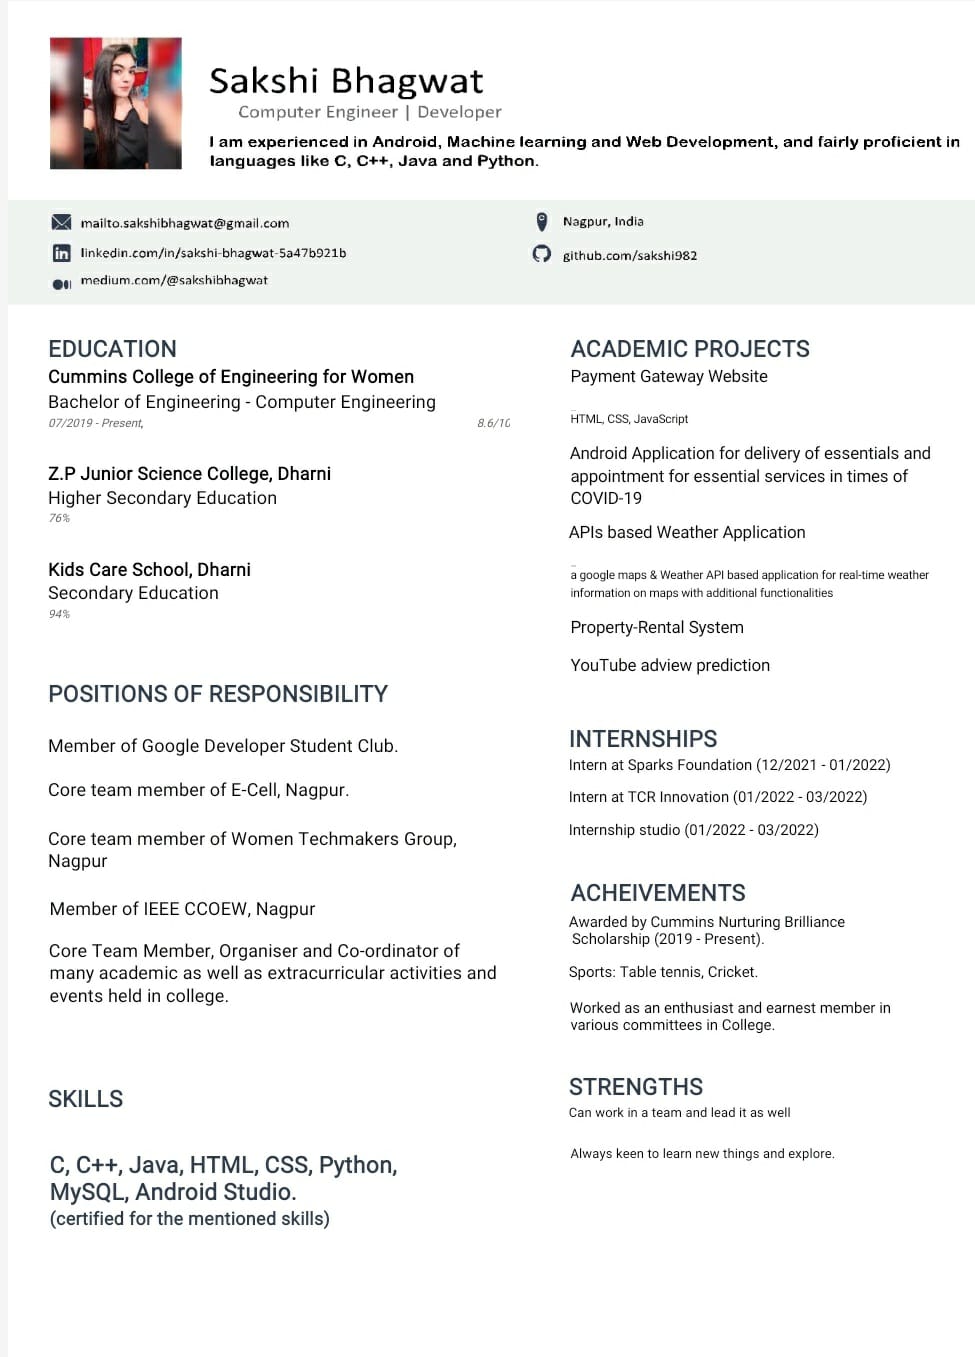 Sakshi Bhagwat
Computer Engineer | Developer
I am experienced in Android, Machine learning and Web Development, and fairly proficient in
languages like C, C++, Java and Python.
mailto.sakshibhagwat@gmail.com
linkedin.com/in/sakshi-bhagwat-5a47b921b
medium.com/@sakshibhagwat
Nagpur, India
github.com/sakshi982
EDUCATION
Cummins College of Engineering for Women
Bachelor of Engineering - Computer Engineering
07/2019 - Present, 8.6/10
Z.P Junior Science College, Dharni
Higher Secondary Education
76%
Kids Care School, Dharni
Secondary Education
94%
POSITIONS OF RESPONSIBILITY
Member of Google Developer Student Club.
Core team member of E-Cell, Nagpur.
Core team member of Women Techmakers Group,
Nagpur
Member of IEEE CCOEW, Nagpur
Core Team Member, Organiser and Co-ordinator of
many academic as well as extracurricular activities and
events held in college.
SKILLS
C, C++, Java, HTML, CSS, Python,
MySQL, Android Studio.
(certified for the mentioned skills)
ACADEMIC PROJECTS
Payment Gateway Website
HTML, CSS, JavaScript
Android Application for delivery of essentials and
appointment for essential services in times of
COVID-19
APIs based Weather Application
a google maps & Weather API based application for real-time weather
information on maps with additional functionalities
Property-Rental System
YouTube adview prediction
INTERNSHIPS
Intern at Sparks Foundation (12/2021 - 01/2022)
Intern at TCR Innovation (01/2022 - 03/2022)
Internship studio (01/2022 - 03/2022)
ACHEIVEMENTS
Awarded by Cummins Nurturing Brilliance
Scholarship (2019 - Present).
Sports: Table tennis, Cricket.
Worked as an enthusiast and earnest member in
various committees in College.
STRENGTHS
Can work in a team and lead it as well
Always keen to learn new things and explore.